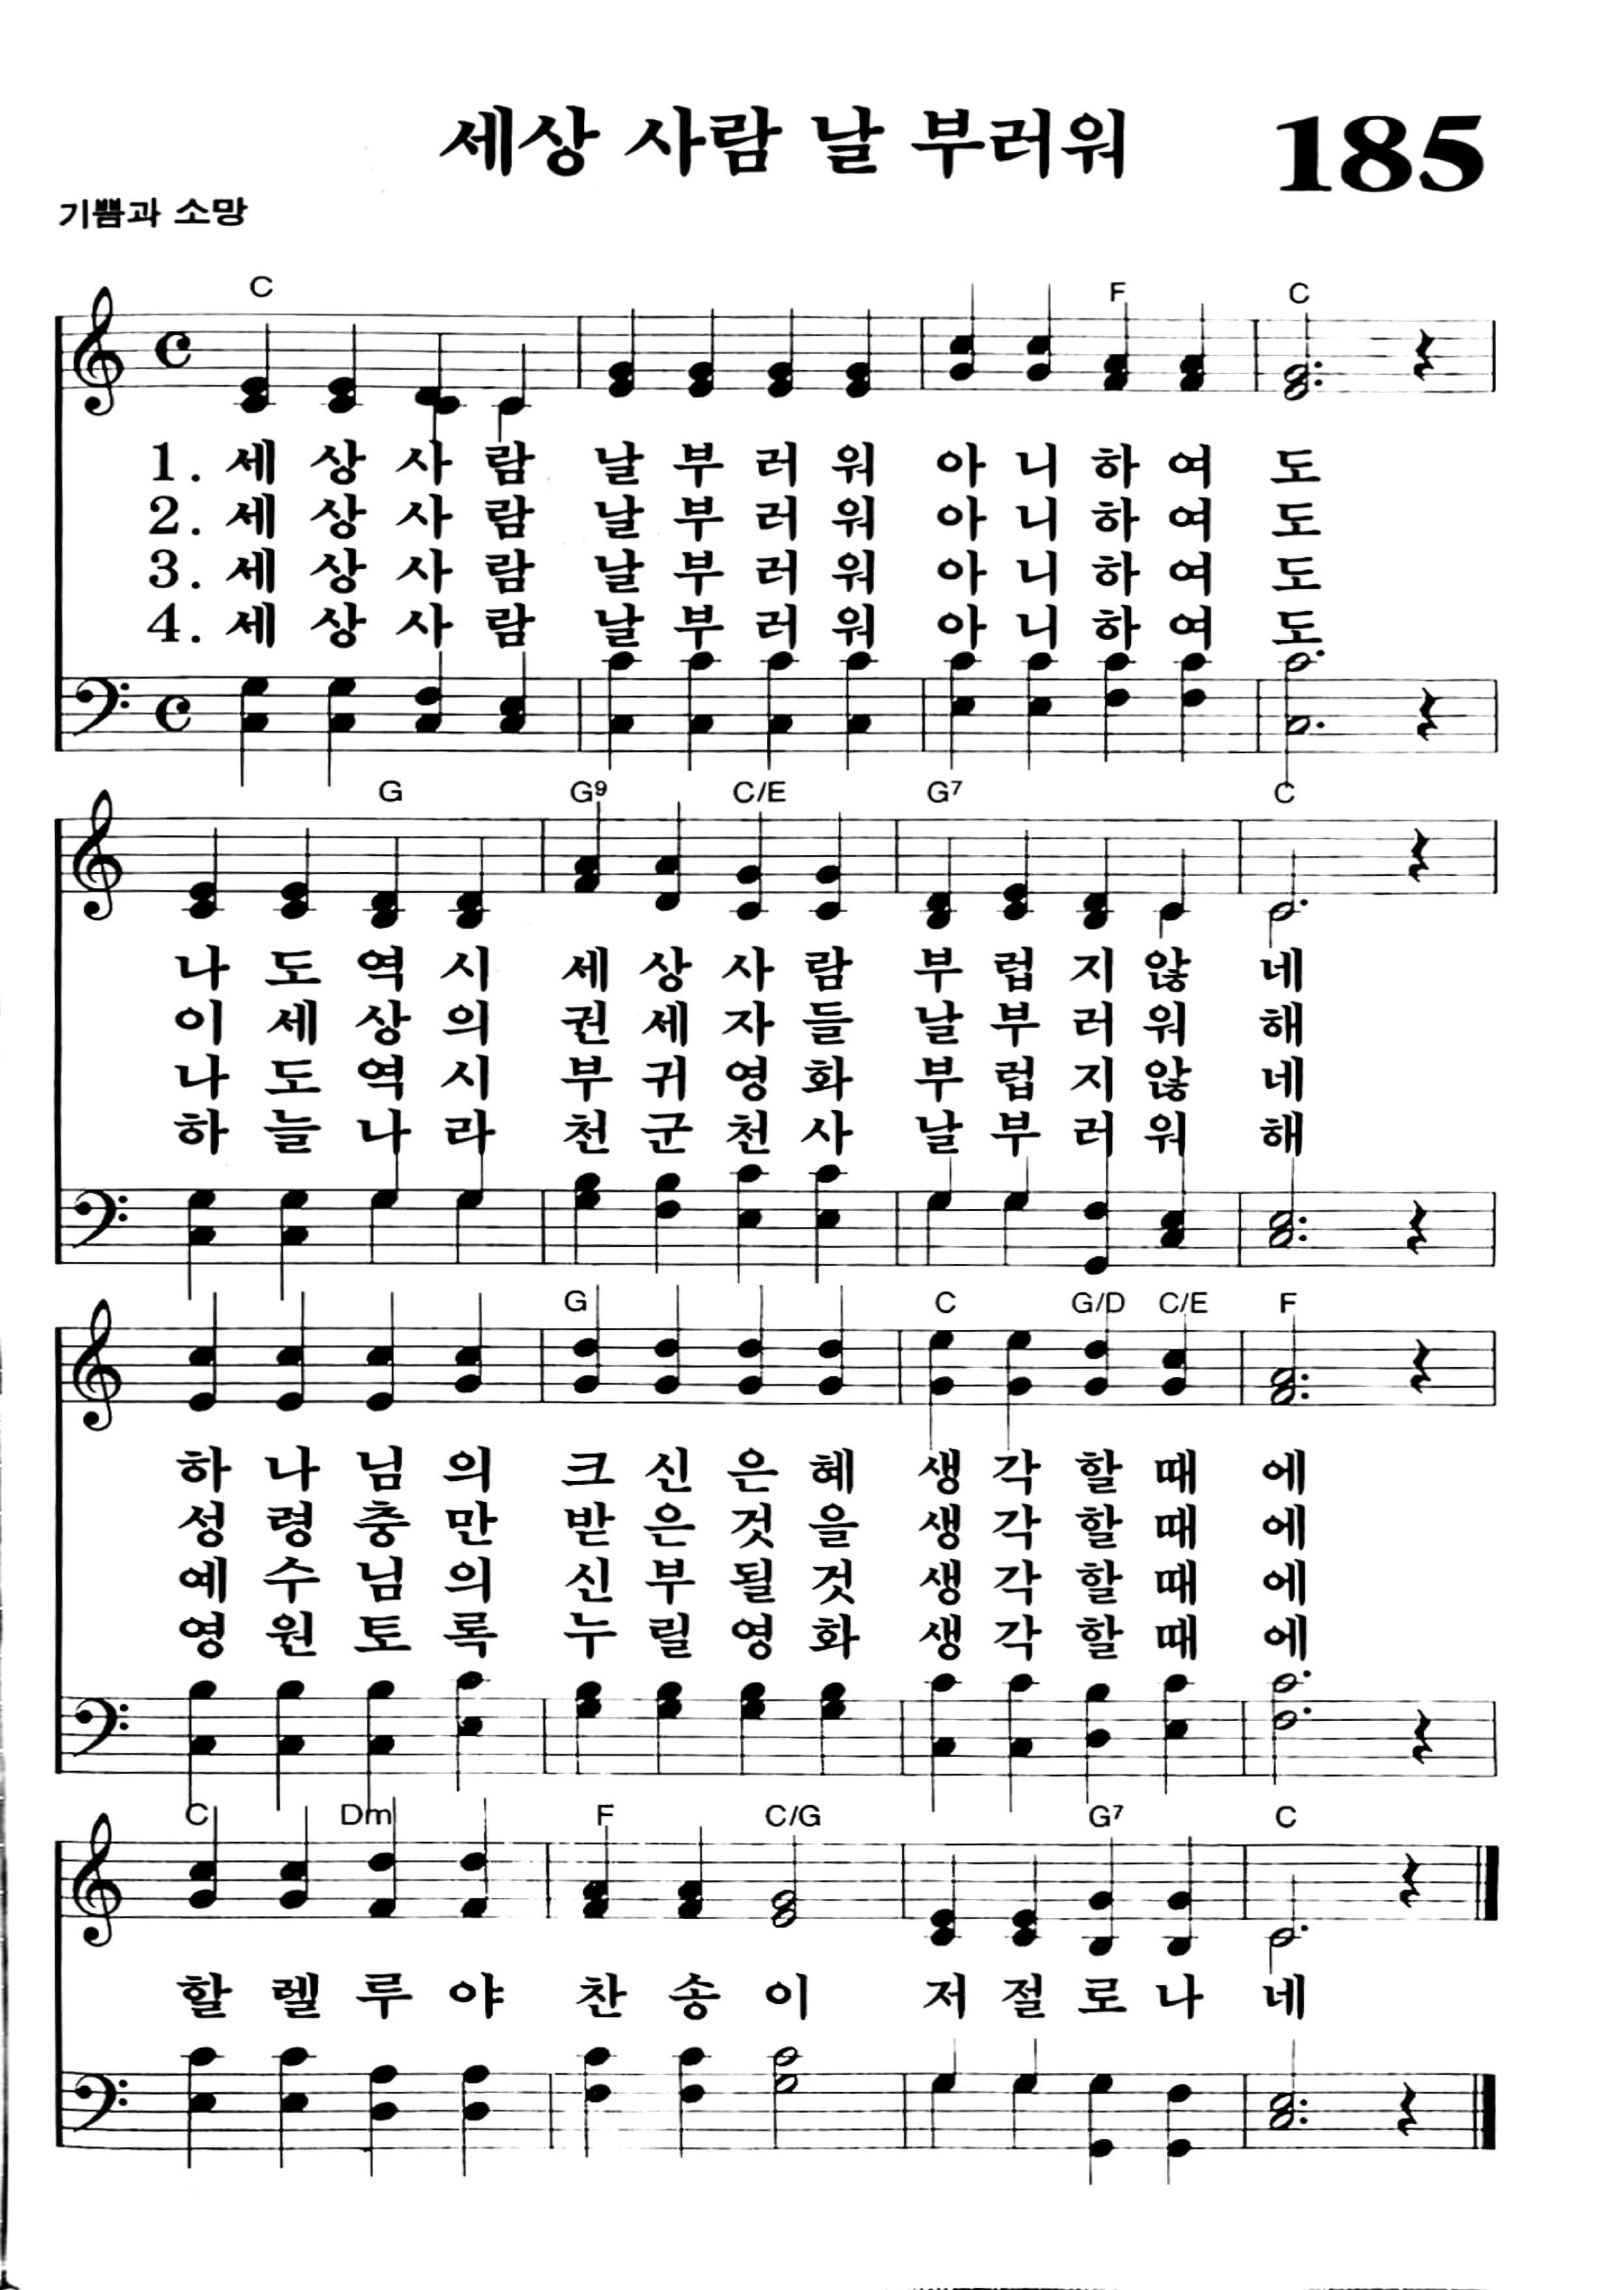 세상 사람 날 부러워 185
기쁨과 소망
C F C
1. 세 상 사 람 날 부 러 워 아 니 하 여 도
2. 세 상 사 람 날 부 러 워 아 니 하 여 도
3. 세 상 사 람 날 부 러 워 아 니 하 여 도
4. 세 상 사 람 날 부 러 워 아 니 하 여 도
G G9 C/E G7 C
나 도 역 시 세 상 사 람 부 럽 지 않 네
이 세 상 의 권 세 자 들 날 부 러 워 해
나 도 역 시 부 귀 영 화 부 럽 지 않 네
하 늘 나 라 천 군 천 사 날 부 러 워 해
G C G/D C/E F
하 나 님 의 크 신 은 혜 생 각 할 때 에
성 령 충 만 받 은 것 을 생 각 할 때 에
예 수 님 의 신 부 될 것 생 각 할 때 에
영 원 토 록 누 릴 영 화 생 각 할 때 에
C Dm F C/G G7 C
할 렐 루 야 찬 송 이 저 절 로 나 네